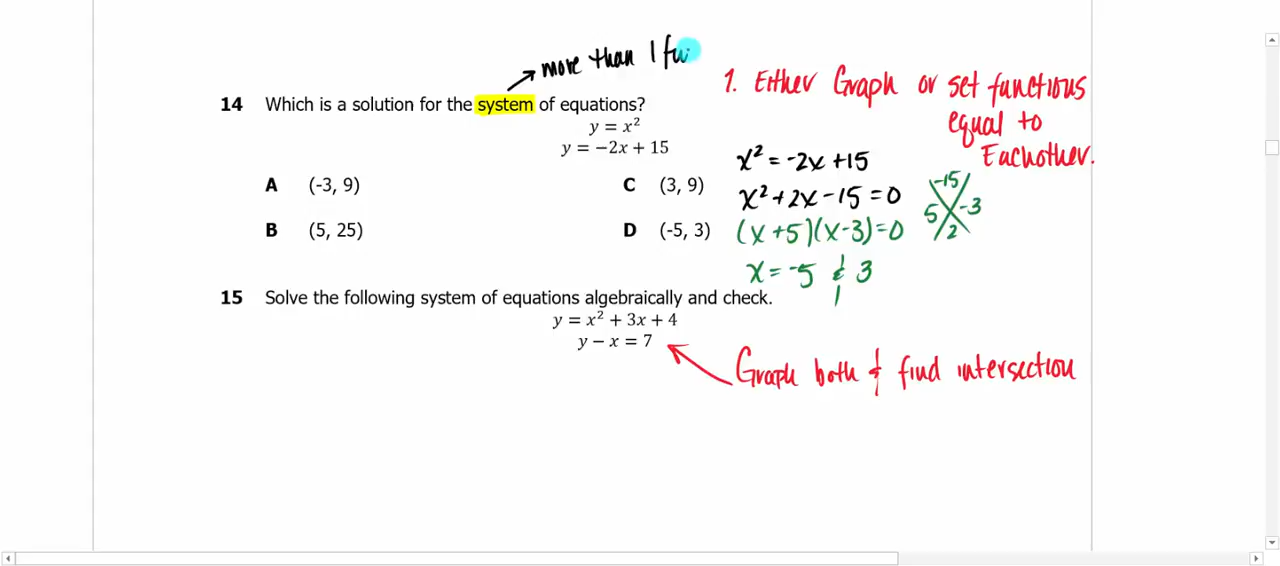 more than 1
1. Either Graph or set functions
equal to
Eachother.
14 Which is a solution for the system of equations?
y = x²
y = −2x + 15
A (-3, 9)
C (3, 9)
B (5, 25)
D (-5, 3)
x² = -2x + 15
x² + 2x - 15 = 0
(x + 5)(x - 3) = 0
x = -5 & 3
-15
5 -3
2
15 Solve the following system of equations algebraically and check.
y = x² + 3x + 4
y − x = 7
Graph both & find intersection